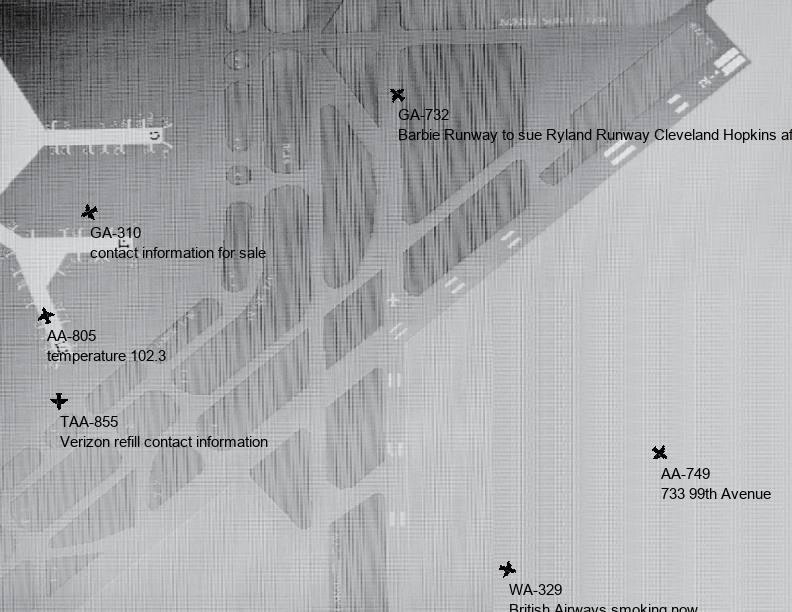 GA-732
Barbie Runway to sue Ryland Runway Cleveland Hopkins af
GA-310
contact information for sale
AA-805
temperature 102.3
TAA-855
Verizon refill contact information
AA-749
733 99th Avenue
WA-329
British Airways smoking now